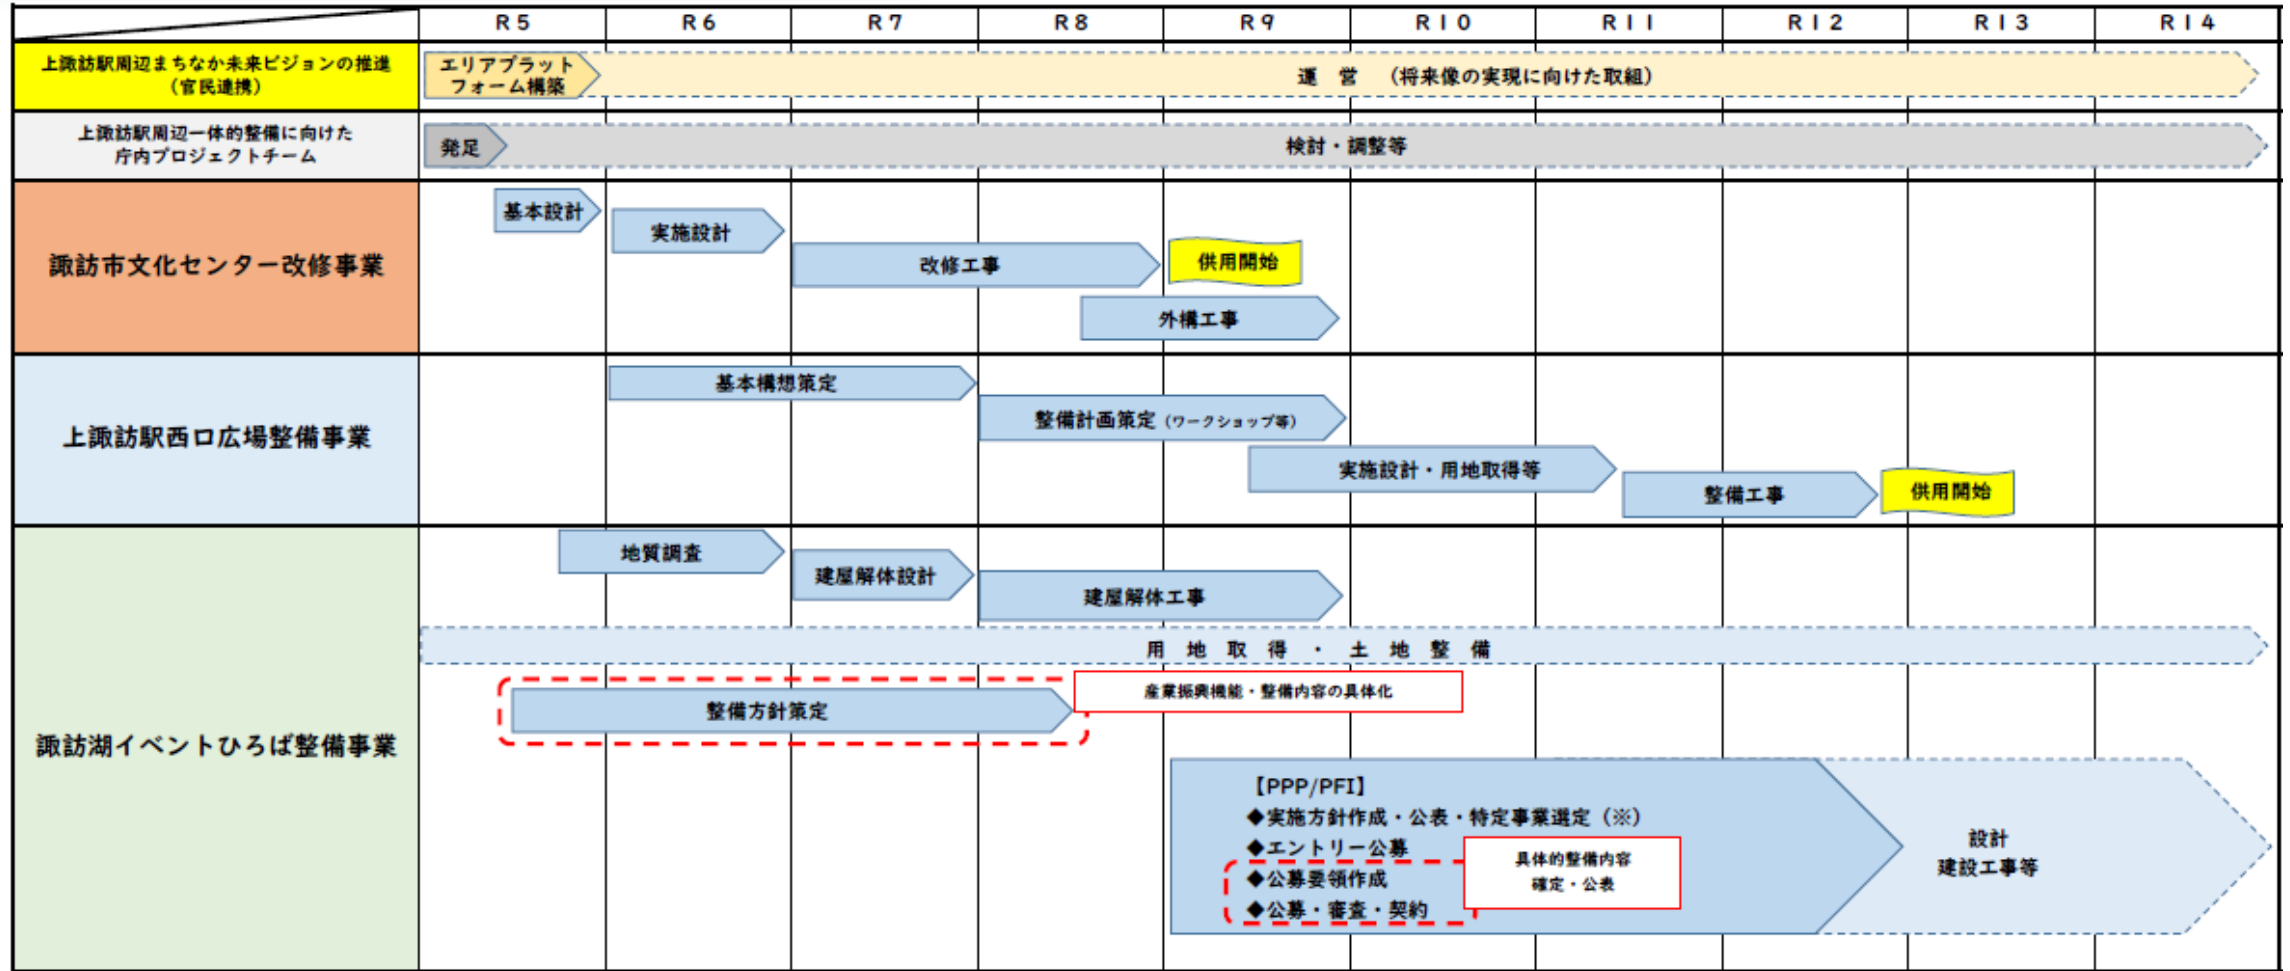 R5 R6 R7 R8 R9 R10 R11 R12 R13 R14
上諏訪駅周辺まちなか未来ビジョンの推進
(官民連携)
エリアプラット
フォーム構築
運 営 (将来像の実現に向けた取組)
上諏訪駅周辺一体的整備に向けた
庁内プロジェクトチーム
発足
検討・調整等
諏訪市文化センター改修事業
基本設計
実施設計
改修工事
供用開始
外構工事
上諏訪駅西口広場整備事業
基本構想策定
整備計画策定(ワークショップ等)
実施設計・用地取得等
整備工事
供用開始
諏訪湖イベントひろば整備事業
地質調査
建屋解体設計
建屋解体工事
用 地 取 得 ・ 土 地 整 備
整備方針策定
産業振興機能・整備内容の具体化
【PPP/PFI】
◆実施方針作成・公表・特定事業選定(※)
◆エントリー公募
◆公募要領作成
◆公募・審査・契約
具体的整備内容
確定・公表
設計
建設工事等